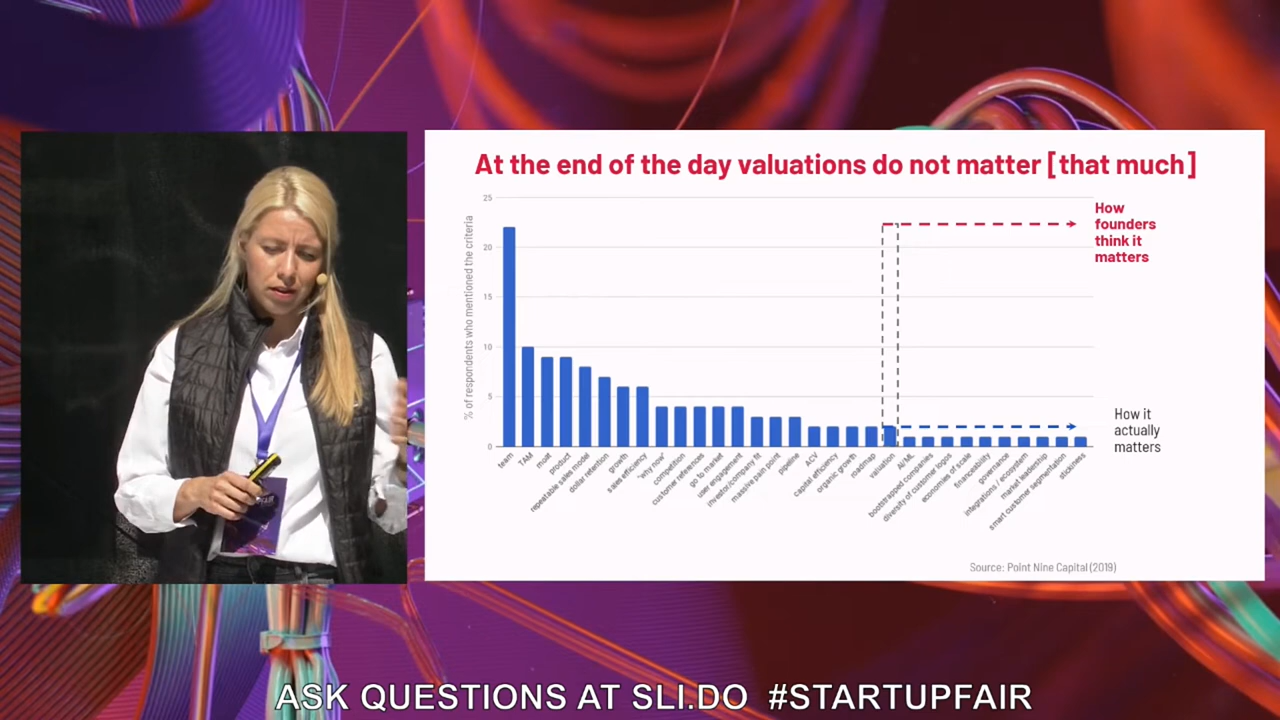 At the end of the day valuations do not matter [that much]
% of respondents who mentioned the criteria
25
20
15
10
5
0
team
TAM
moat
product
repeatable sales model
dollar retention
growth
sales efficiency
"why now"
competition
customer references
go to market
user engagement
investor/company fit
massive pain point
pipeline
ACV
capital efficiency
organic growth
roadmap
valuation
AI/ML
bootstrapped companies
diversity of customer logos
economies of scale
financeability
governance
integrations / ecosystem
market leadership
smart customer segmentation
stickiness
How
founders
think it
matters
How it
actually
matters
Source: Point Nine Capital (2019)
ASK QUESTIONS AT SLI.DO #STARTUPFAIR